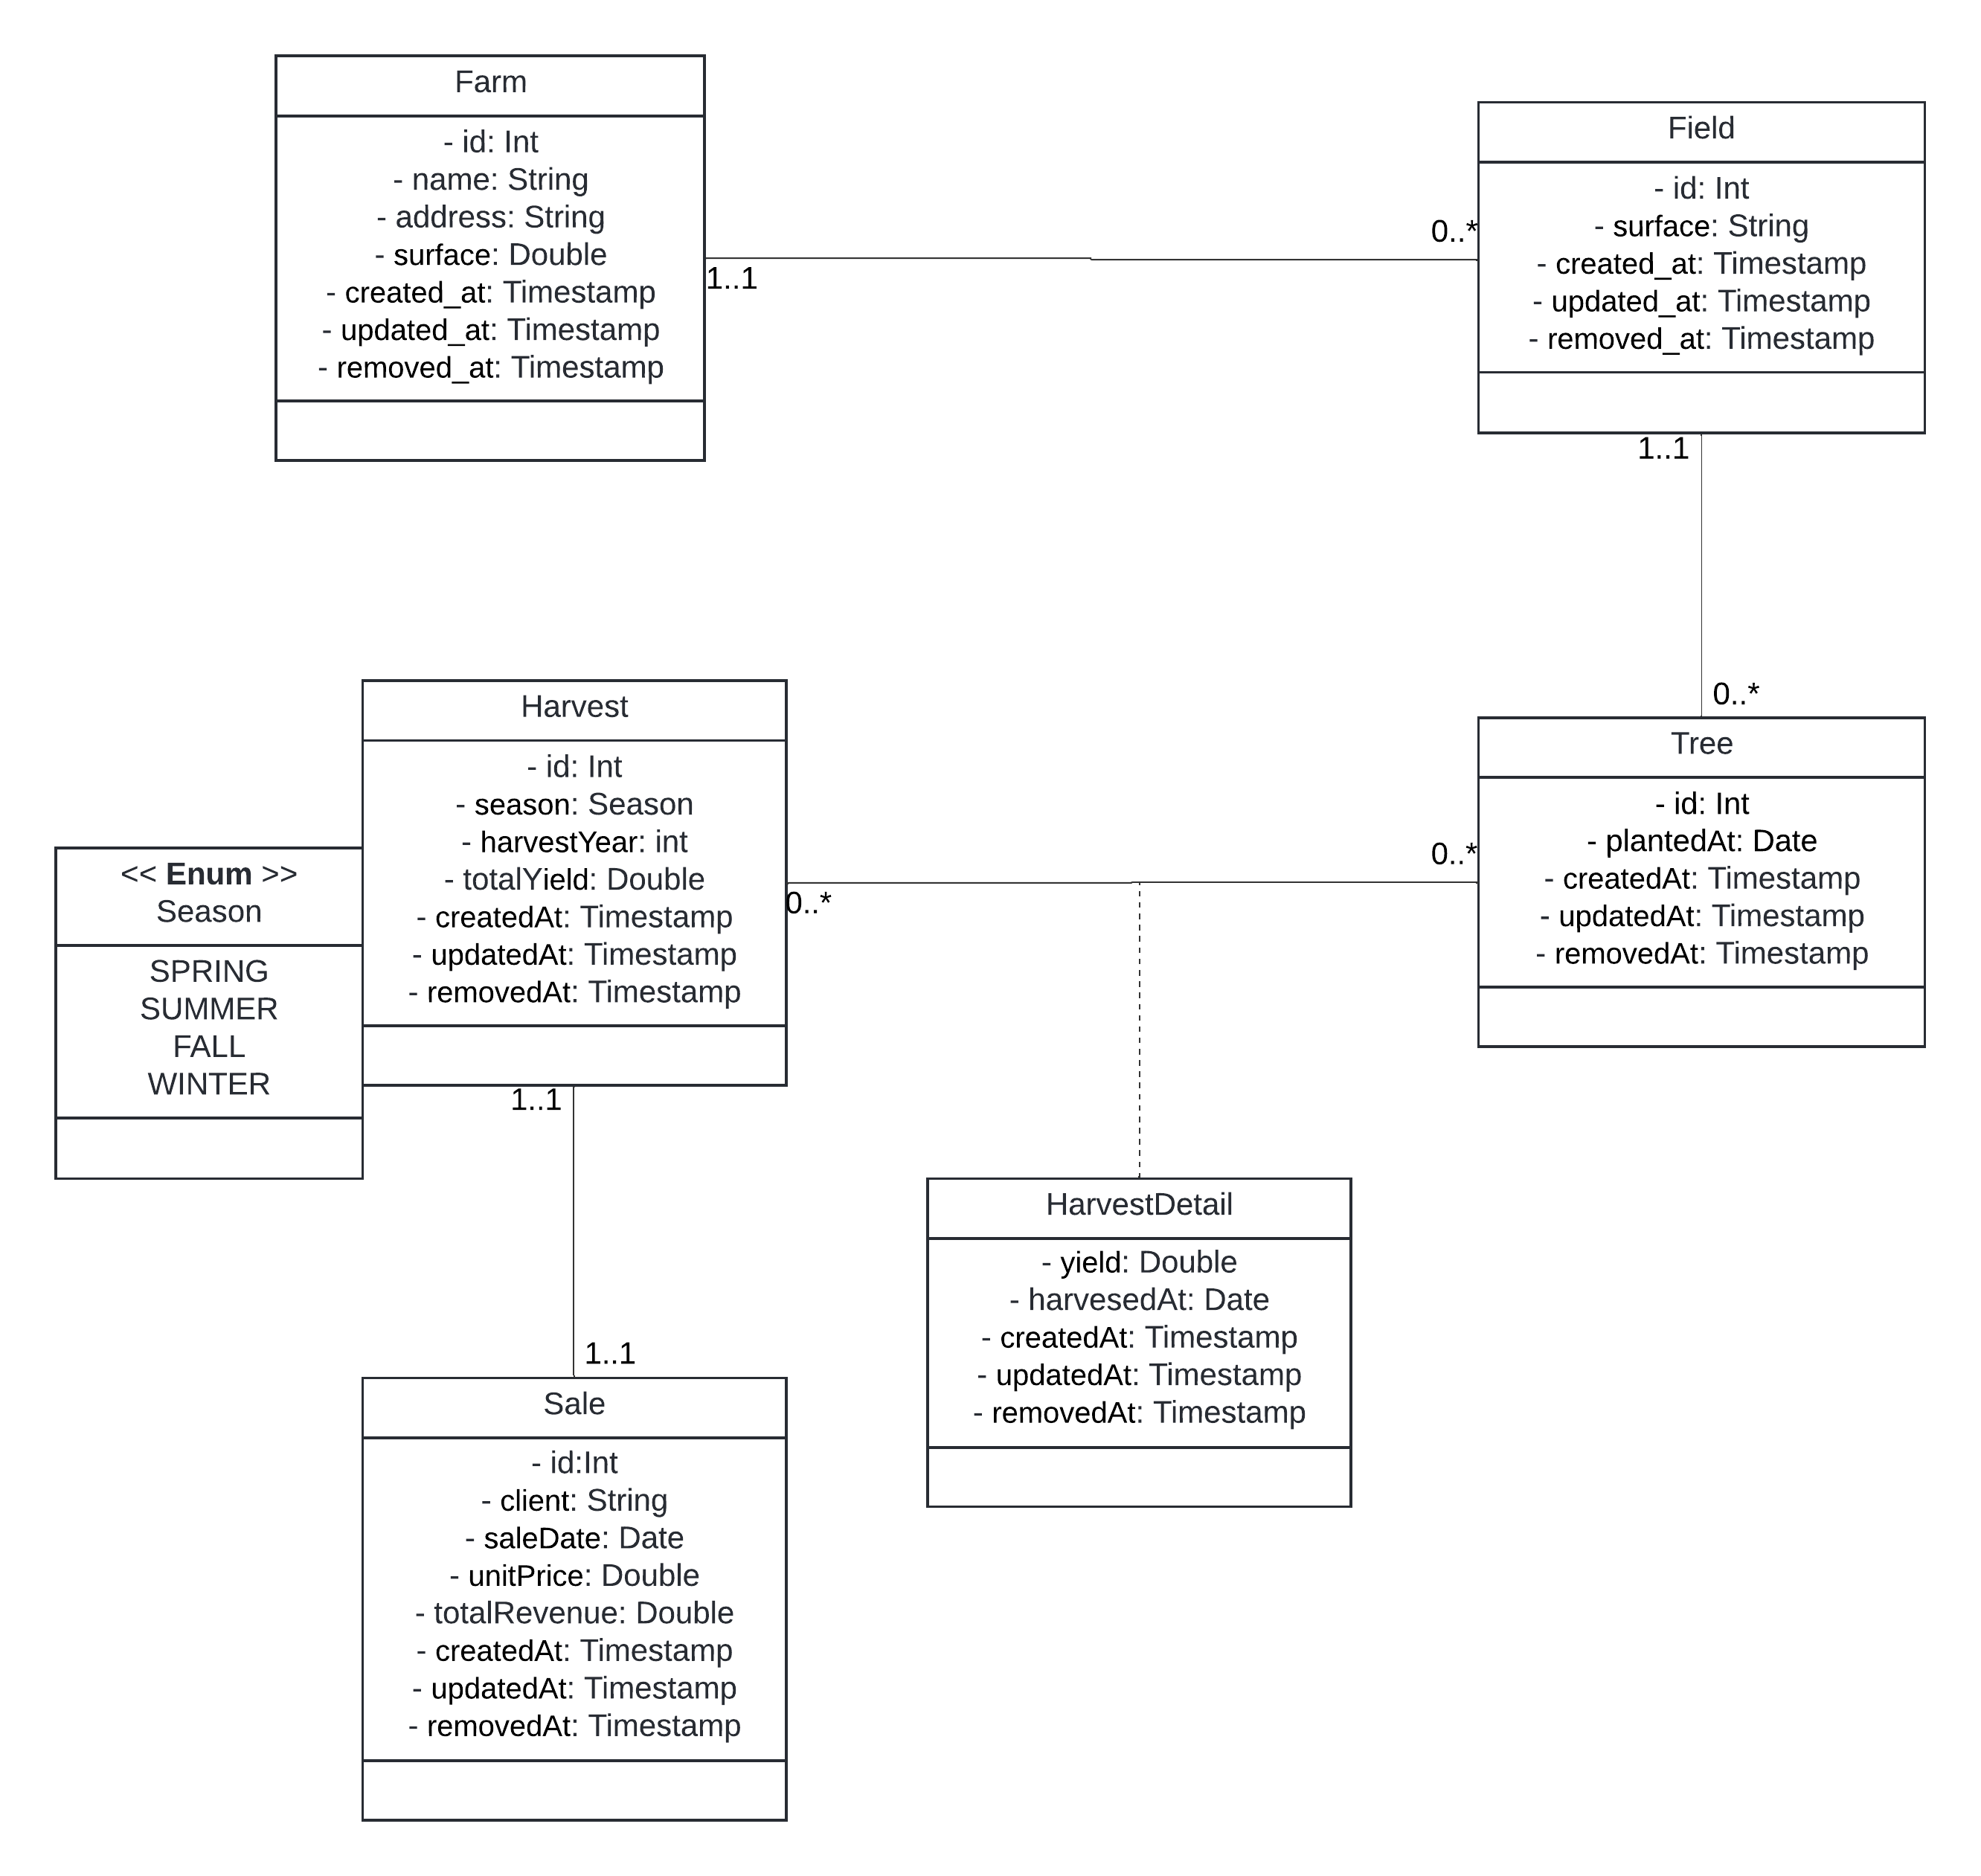 Farm
- id: Int
- name: String
- address: String
- surface: Double
- created_at: Timestamp
- updated_at: Timestamp
- removed_at: Timestamp
1..1
0..*
Field
- id: Int
- surface: String
- created_at: Timestamp
- updated_at: Timestamp
- removed_at: Timestamp
1..1
0..*
Harvest
- id: Int
- season: Season
- harvestYear: int
- totalYield: Double
- createdAt: Timestamp
- updatedAt: Timestamp
- removedAt: Timestamp
<< Enum >>
Season
SPRING
SUMMER
FALL
WINTER
0..*
0..*
Tree
- id: Int
- plantedAt: Date
- createdAt: Timestamp
- updatedAt: Timestamp
- removedAt: Timestamp
1..1
1..1
HarvestDetail
- yield: Double
- harvesedAt: Date
- createdAt: Timestamp
- updatedAt: Timestamp
- removedAt: Timestamp
Sale
- id:Int
- client: String
- saleDate: Date
- unitPrice: Double
- totalRevenue: Double
- createdAt: Timestamp
- updatedAt: Timestamp
- removedAt: Timestamp